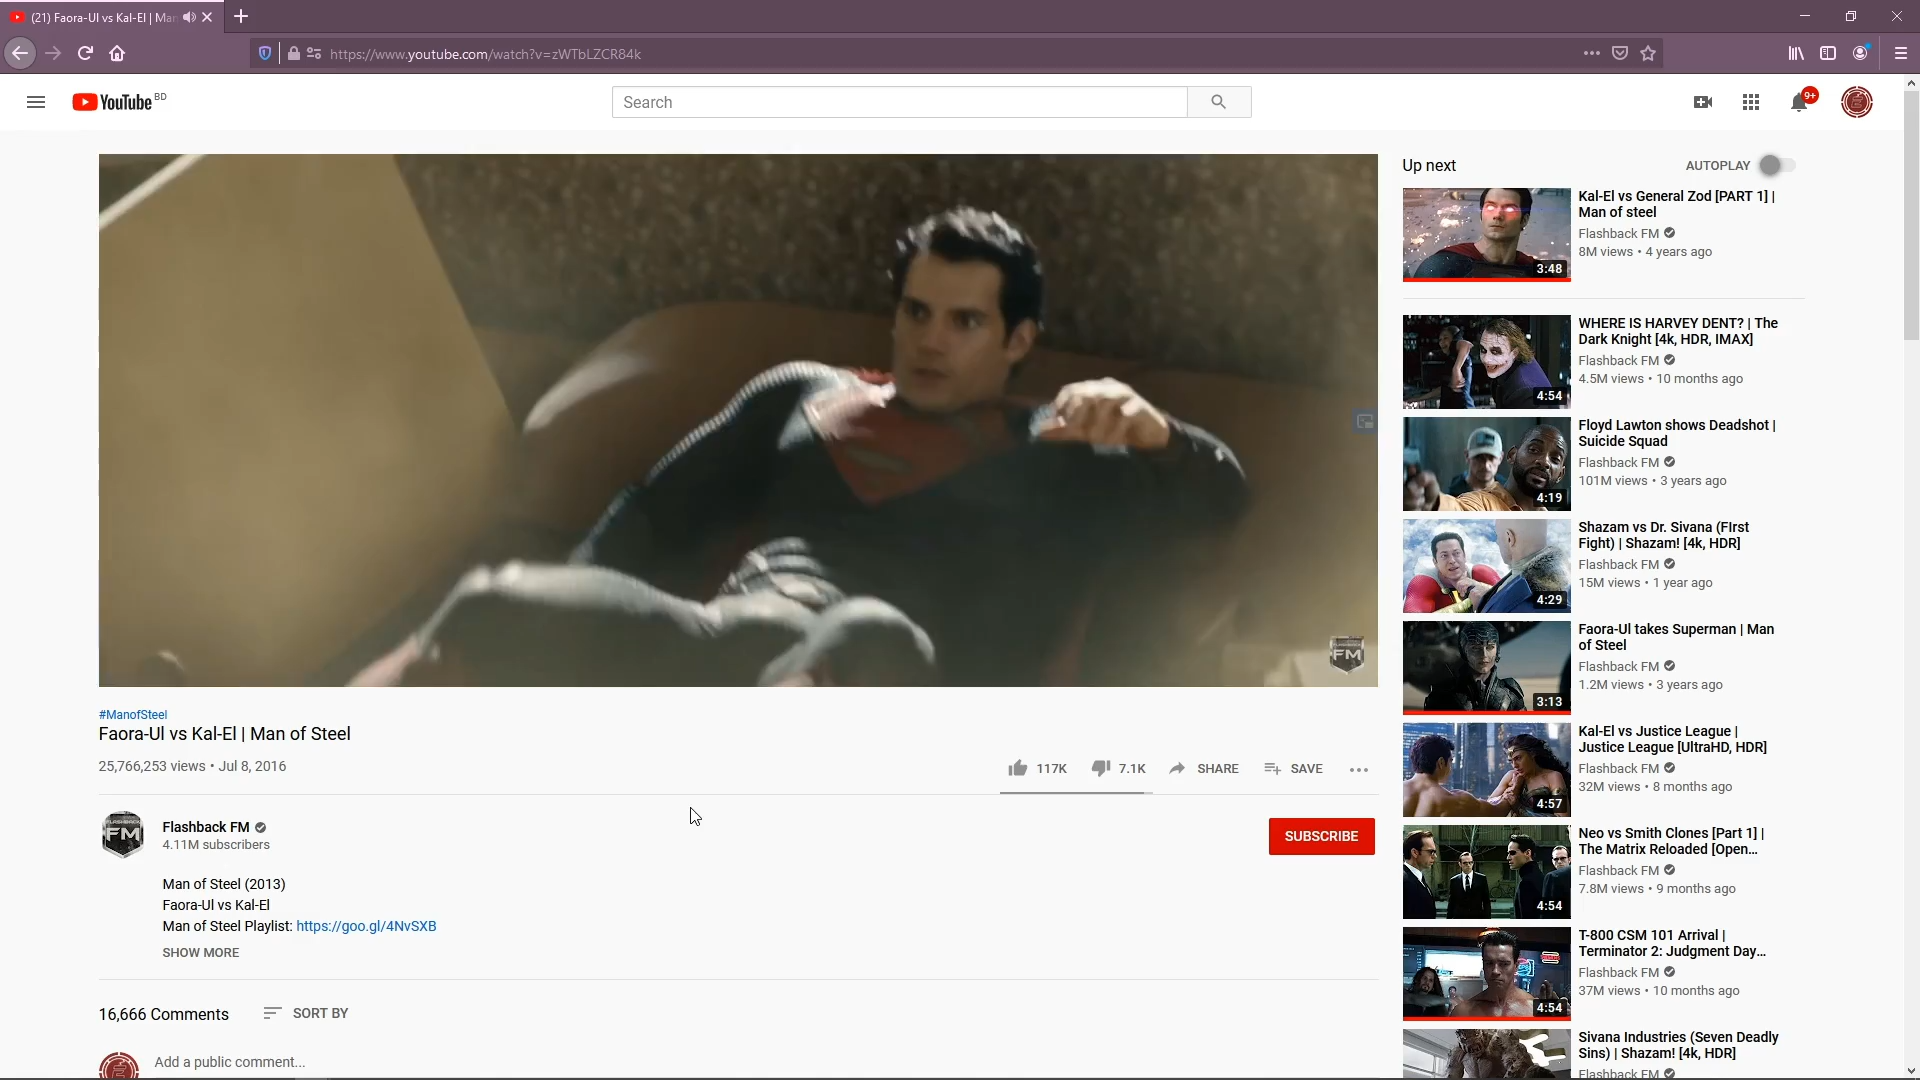 (21) Faora-Ul vs Kal-El | Man
https://www.youtube.com/watch?v=zWTbLZCR84k
YouTube BD
Search
9+
FM
#ManofSteel
Faora-Ul vs Kal-El | Man of Steel
25,766,253 views • Jul 8, 2016
117K
7.1K
SHARE
SAVE
FLASHBACK
FM
Flashback FM
4.11M subscribers
SUBSCRIBE
Man of Steel (2013)
Faora-Ul vs Kal-El
Man of Steel Playlist: https://goo.gl/4NvSXB
SHOW MORE
16,666 Comments
SORT BY
Add a public comment...
Up next
AUTOPLAY
3:48
Kal-El vs General Zod [PART 1] |
Man of steel
Flashback FM
8M views • 4 years ago
4:54
WHERE IS HARVEY DENT? | The
Dark Knight [4k, HDR, IMAX]
Flashback FM
4.5M views • 10 months ago
4:19
Floyd Lawton shows Deadshot |
Suicide Squad
Flashback FM
101M views • 3 years ago
4:29
Shazam vs Dr. Sivana (FIrst
Fight) | Shazam! [4k, HDR]
Flashback FM
15M views • 1 year ago
3:13
Faora-Ul takes Superman | Man
of Steel
Flashback FM
1.2M views • 3 years ago
4:57
Kal-El vs Justice League |
Justice League [UltraHD, HDR]
Flashback FM
32M views • 8 months ago
4:54
Neo vs Smith Clones [Part 1] |
The Matrix Reloaded [Open...
Flashback FM
7.8M views • 9 months ago
4:54
T-800 CSM 101 Arrival |
Terminator 2: Judgment Day...
Flashback FM
37M views • 10 months ago
Sivana Industries (Seven Deadly
Sins) | Shazam! [4k, HDR]
Flashback FM